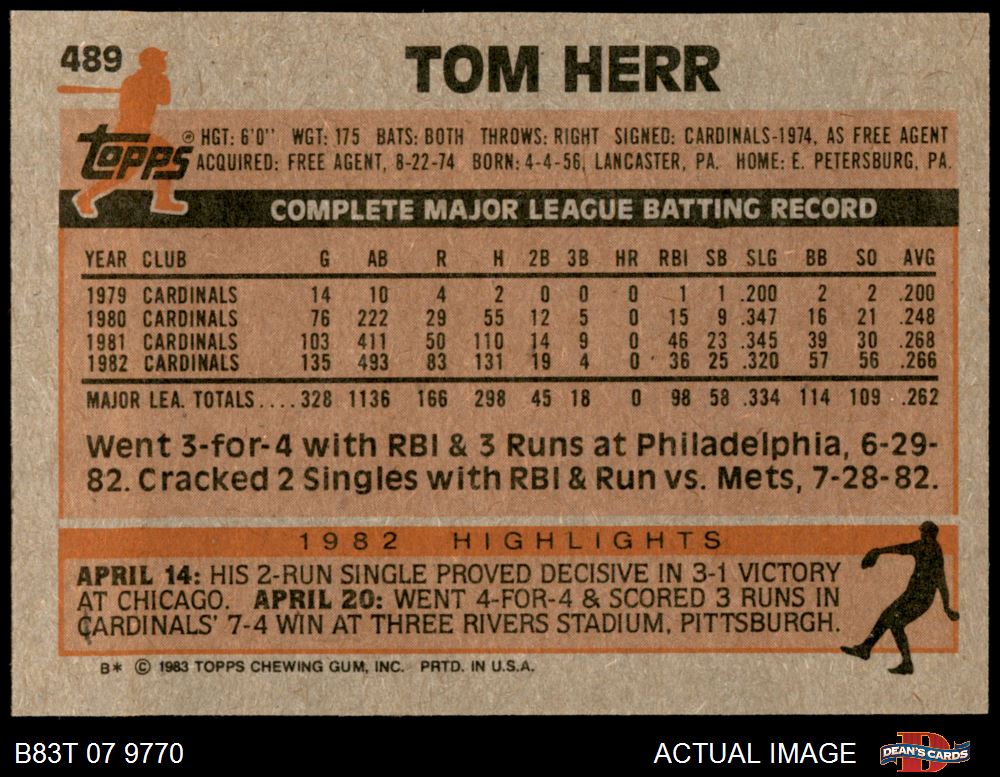 489
TOM HERR
topps ®
HGT: 6'0" WGT: 175 BATS: BOTH THROWS: RIGHT SIGNED: CARDINALS-1974, AS FREE AGENT
ACQUIRED: FREE AGENT, 8-22-74 BORN: 4-4-56, LANCASTER, PA. HOME: E. PETERSBURG, PA.
COMPLETE MAJOR LEAGUE BATTING RECORD
YEAR CLUB G AB R H 2B 3B HR RBI SB SLG BB SO AVG
1979 CARDINALS 14 10 4 2 0 0 0 1 1 .200 2 2 .200
1980 CARDINALS 76 222 29 55 12 5 0 15 9 .347 16 21 .248
1981 CARDINALS 103 411 50 110 14 9 0 46 23 .345 39 30 .268
1982 CARDINALS 135 493 83 131 19 4 0 36 25 .320 57 56 .266
MAJOR LEA. TOTALS....328 1136 166 298 45 18 0 98 58 .334 114 109 .262
Went 3-for-4 with RBI & 3 Runs at Philadelphia, 6-29-
82. Cracked 2 Singles with RBI & Run vs. Mets, 7-28-82.
1982 HIGHLIGHTS
APRIL 14: HIS 2-RUN SINGLE PROVED DECISIVE IN 3-1 VICTORY
AT CHICAGO. APRIL 20: WENT 4-FOR-4 & SCORED 3 RUNS IN
CARDINALS' 7-4 WIN AT THREE RIVERS STADIUM, PITTSBURGH.
B* © 1983 TOPPS CHEWING GUM, INC. PRTD. IN U.S.A.
B83T 07 9770
ACTUAL IMAGE
DEAN'S CARDS